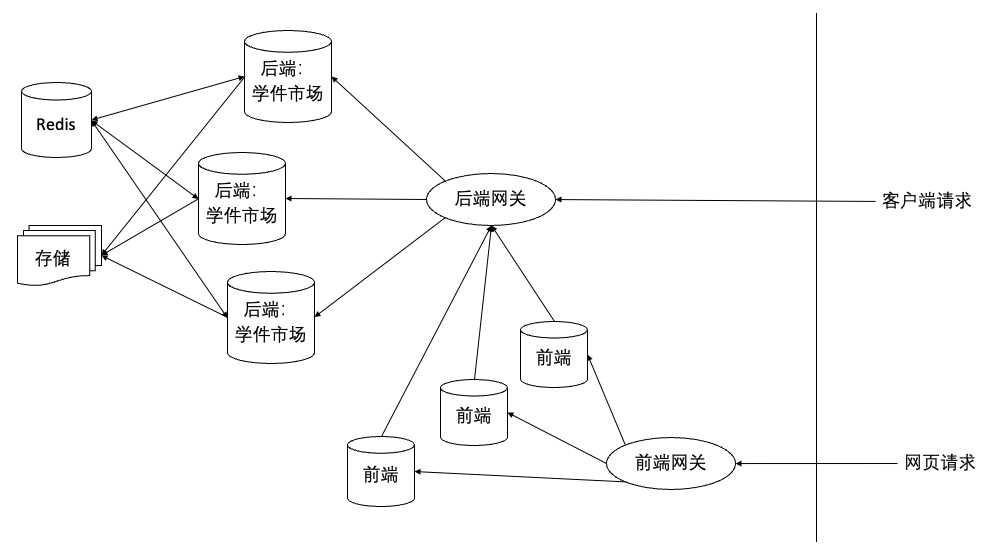 后端：
学件市场
Redis
后端：
学件市场
后端网关
客户端请求
存储
后端：
学件市场
前端
前端
前端
前端网关
网页请求